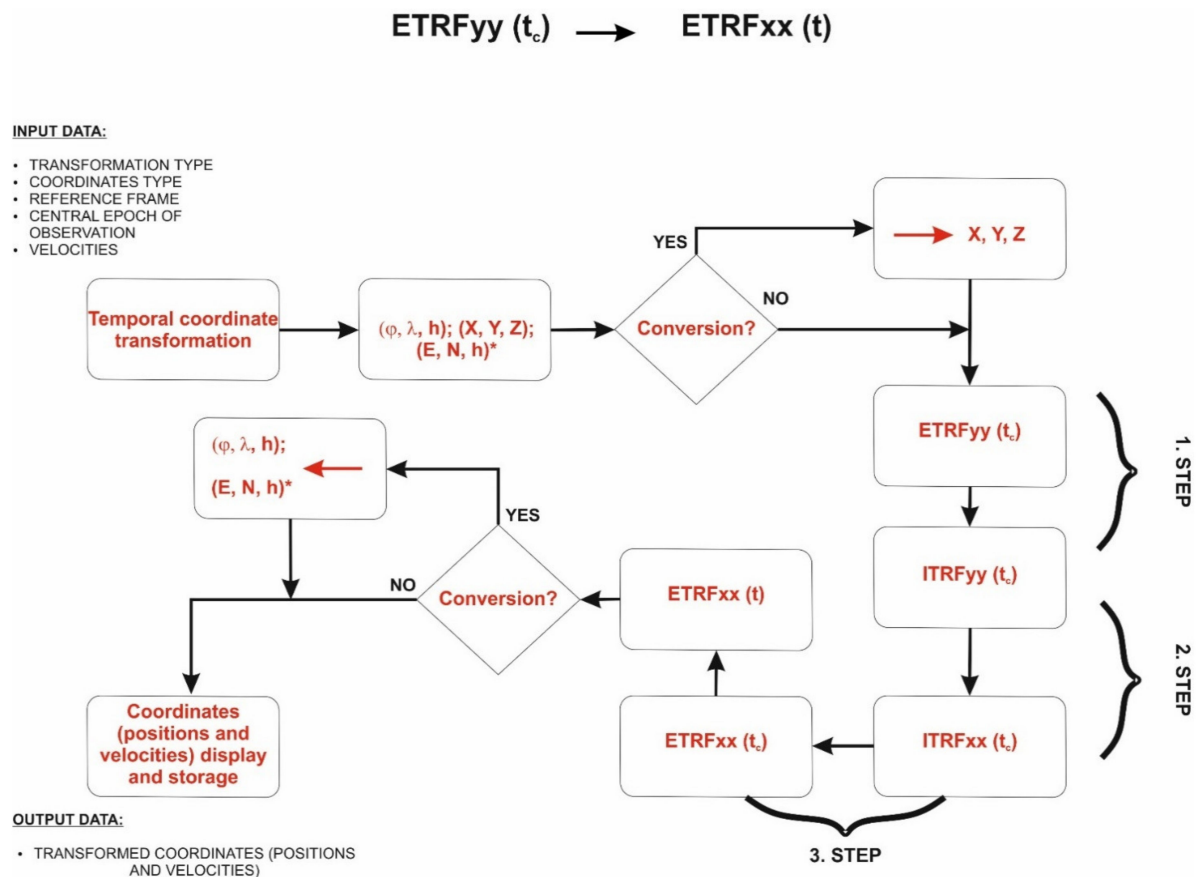 ETRFyy (tc) → ETRFxx (t)
INPUT DATA:
• TRANSFORMATION TYPE
• COORDINATES TYPE
• REFERENCE FRAME
• CENTRAL EPOCH OF
OBSERVATION
• VELOCITIES
Temporal coordinate
transformation
(φ, λ, h); (X, Y, Z);
(E, N, h)*
Conversion?
YES
NO
X, Y, Z
ETRFyy (tc)
1. STEP
ITRFyy (tc)
2. STEP
ITRFxx (tc)
ETRFxx (tc)
3. STEP
ETRFxx (t)
Conversion?
YES
NO
(φ, λ, h);
(E, N, h)*
Coordinates
(positions and
velocities) display
and storage
OUTPUT DATA:
• TRANSFORMED COORDINATES (POSITIONS
AND VELOCITIES)